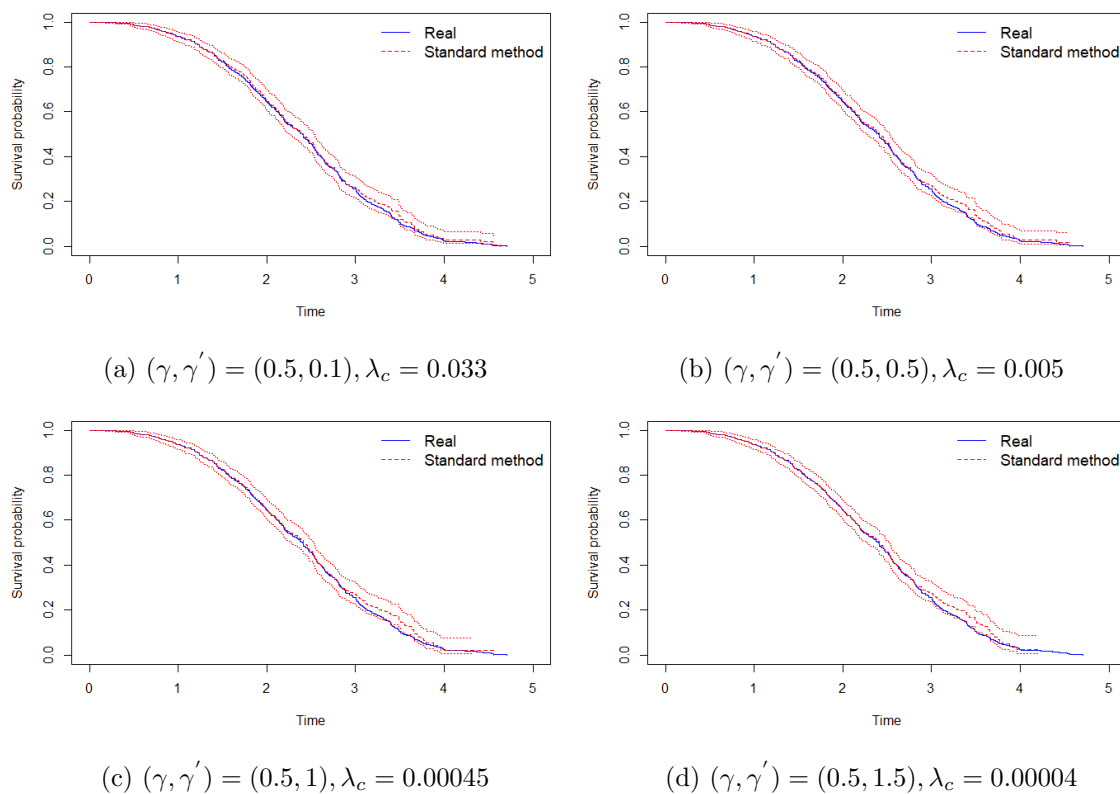 Survival probability
1.0
0.8
0.6
0.4
0.2
0.0
Real
Standard method
0 1 2 3 4 5
Time
(a) (γ, γ′) = (0.5, 0.1), λc = 0.033
Survival probability
1.0
0.8
0.6
0.4
0.2
0.0
Real
Standard method
0 1 2 3 4 5
Time
(b) (γ, γ′) = (0.5, 0.5), λc = 0.005
Survival probability
1.0
0.8
0.6
0.4
0.2
0.0
Real
Standard method
0 1 2 3 4 5
Time
(c) (γ, γ′) = (0.5, 1), λc = 0.00045
Survival probability
1.0
0.8
0.6
0.4
0.2
0.0
Real
Standard method
0 1 2 3 4 5
Time
(d) (γ, γ′) = (0.5, 1.5), λc = 0.00004